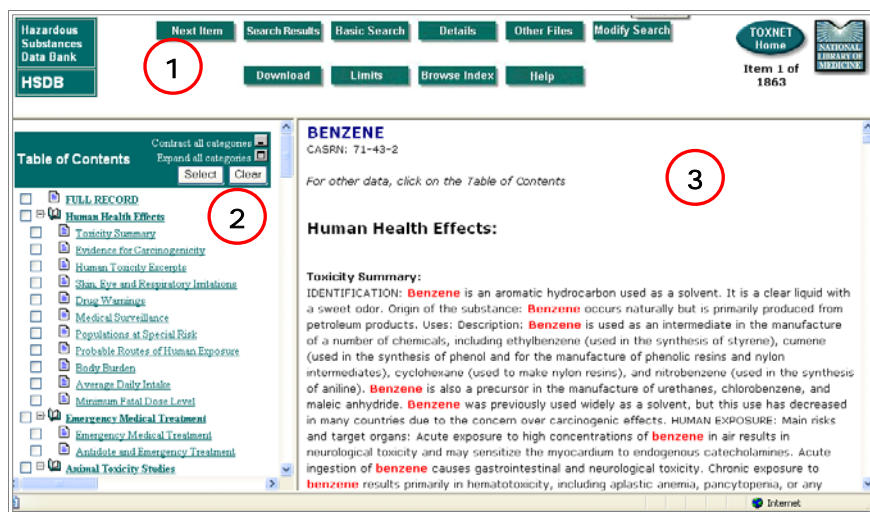 Hazardous
Substances
Data Bank
HSDB
Next Item Search Results Basic Search Details Other Files Modify Search
Download Limits Browse Index Help
TOXNET
Home
NATIONAL
LIBRARY OF
MEDICINE
Item 1 of
1863
1
Table of Contents
Contract all categories
Expand all categories
Select Clear
2
FULL RECORD
Human Health Effects
Toxicity Summary
Evidence for Carcinogenicity
Human Toxicity Excerpts
Skin, Eye and Respiratory Irritations
Drug Warnings
Medical Surveillance
Populations at Special Risk
Probable Routes of Human Exposure
Body Burden
Average Daily Intake
Minimum Fatal Dose Level
Emergency Medical Treatment
Emergency Medical Treatment
Antidote and Emergency Treatment
Animal Toxicity Studies
BENZENE
CASRN: 71-43-2
3
For other data, click on the Table of Contents
Human Health Effects:
Toxicity Summary:
IDENTIFICATION: Benzene is an aromatic hydrocarbon used as a solvent. It is a clear liquid with
a sweet odor. Origin of the substance: Benzene occurs naturally but is primarily produced from
petroleum products. Uses: Description: Benzene is used as an intermediate in the manufacture
of a number of chemicals, including ethylbenzene (used in the synthesis of styrene), cumene
(used in the synthesis of phenol and for the manufacture of phenolic resins and nylon
intermediates), cyclohexane (used to make nylon resins), and nitrobenzene (used in the synthesis
of aniline). Benzene is also a precursor in the manufacture of urethanes, chlorobenzene, and
maleic anhydride. Benzene was previously used widely as a solvent, but this use has decreased
in many countries due to the concern over carcinogenic effects. HUMAN EXPOSURE: Main risks
and target organs: Acute exposure to high concentrations of benzene in air results in
neurological toxicity and may sensitize the myocardium to endogenous catecholamines. Acute
ingestion of benzene causes gastrointestinal and neurological toxicity. Chronic exposure to
benzene results primarily in hematotoxicity, including aplastic anemia, pancytopenia, or any
Internet